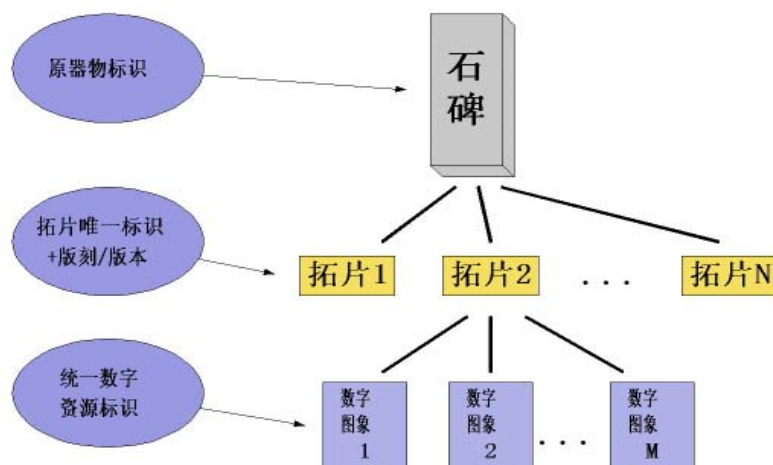 原器物标识
石
碑
拓片唯一标识
+版刻/版本
拓片1
拓片2
...
拓片N
统一数字
资源标识
数字
图象
1
数字
图象
2
...
数字
图象
M